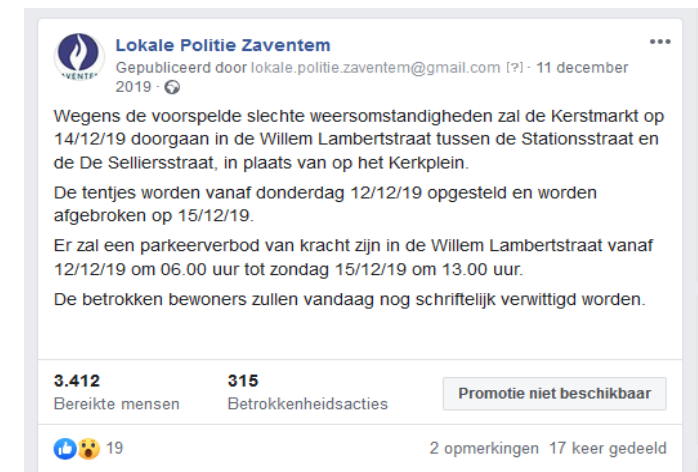 Lokale Politie Zaventem
Gepubliceerd door lokale.politie.zaventem@gmail.com [?] · 11 december
2019 ·
Wegens de voorspelde slechte weersomstandigheden zal de Kerstmarkt op
14/12/19 doorgaan in de Willem Lambertstraat tussen de Stationsstraat en
de De Selliersstraat, in plaats van op het Kerkplein.
De tentjes worden vanaf donderdag 12/12/19 opgesteld en worden
afgebroken op 15/12/19.
Er zal een parkeerverbod van kracht zijn in de Willem Lambertstraat vanaf
12/12/19 om 06.00 uur tot zondag 15/12/19 om 13.00 uur.
De betrokken bewoners zullen vandaag nog schriftelijk verwittigd worden.
3.412 315
Bereikte mensen Betrokkenheidsacties
Promotie niet beschikbaar
19 2 opmerkingen 17 keer gedeeld